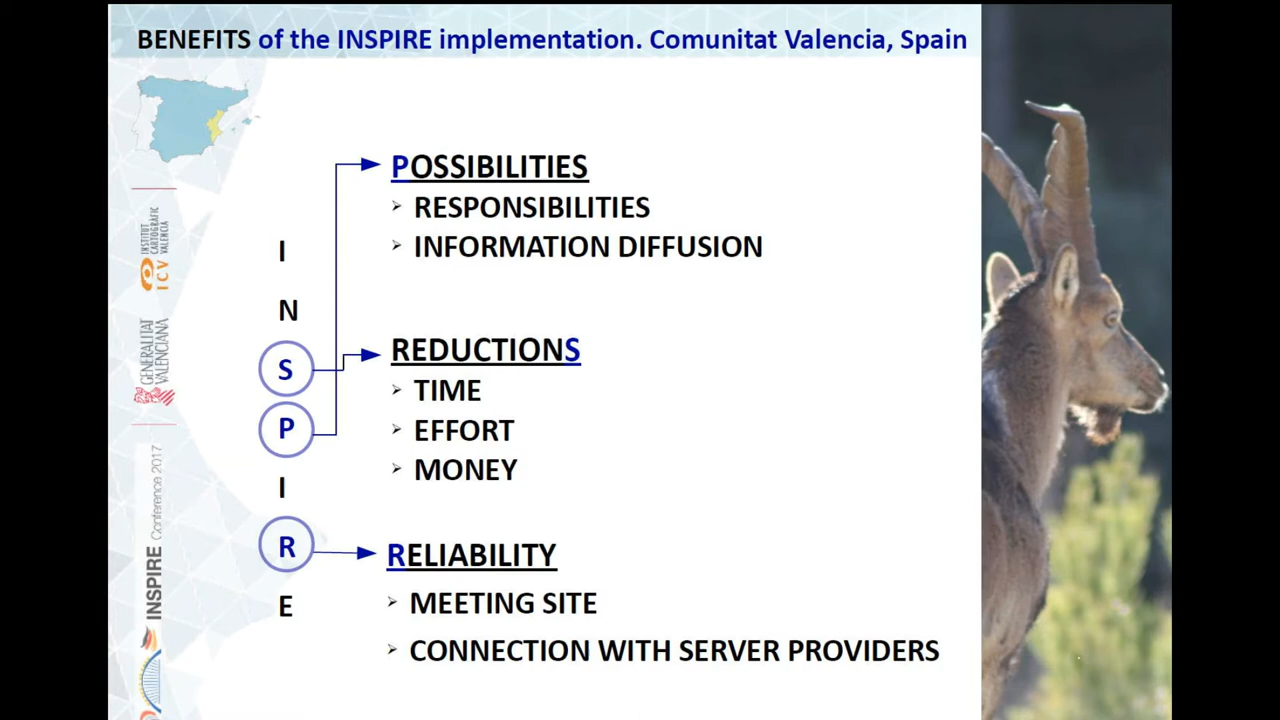 BENEFITS of the INSPIRE implementation. Comunitat Valencia, Spain
INSTITUT
CARTOGRÀFIC
VALENCIÀ
ICV
GENERALITAT
VALENCIANA
INSPIRE Conference 2017
I
N
S
P
I
R
E
POSSIBILITIES
RESPONSIBILITIES
INFORMATION DIFFUSION
REDUCTIONS
TIME
EFFORT
MONEY
RELIABILITY
MEETING SITE
CONNECTION WITH SERVER PROVIDERS